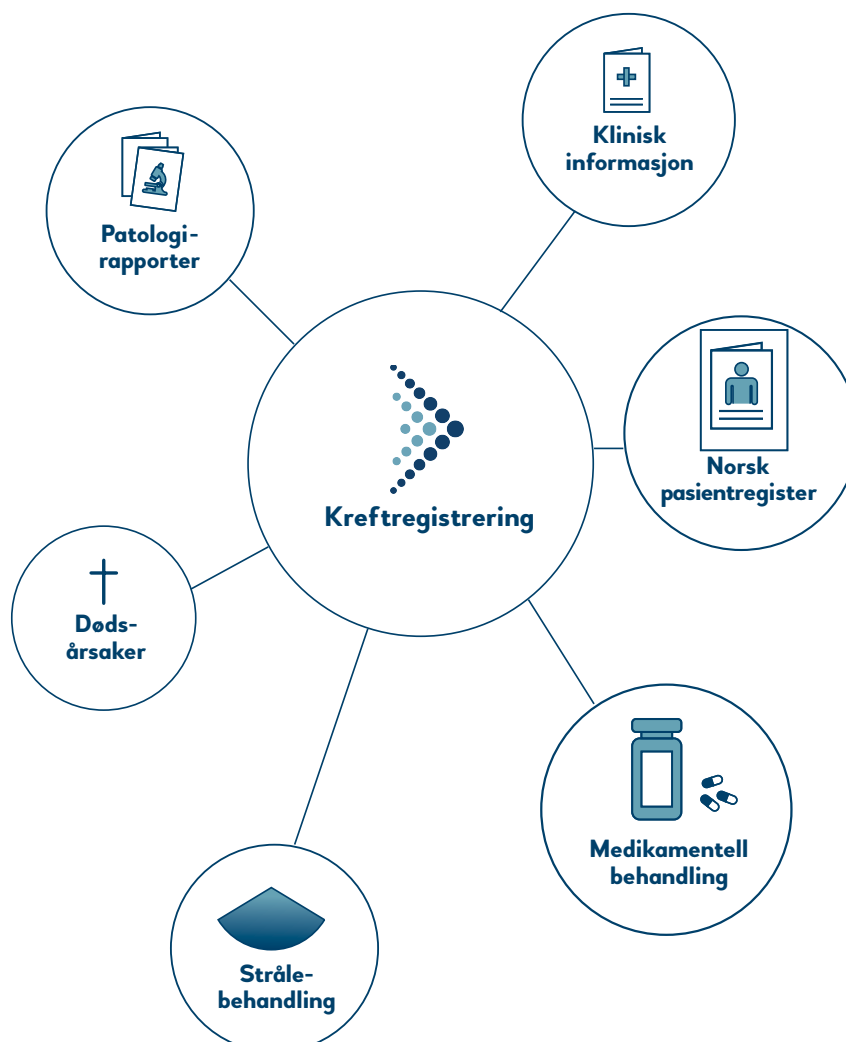 Klinisk
informasjon
Patologi-
rapporter
Norsk
pasientregister
Kreftregistrering
Døds-
årsaker
Medikamentell
behandling
Stråle-
behandling